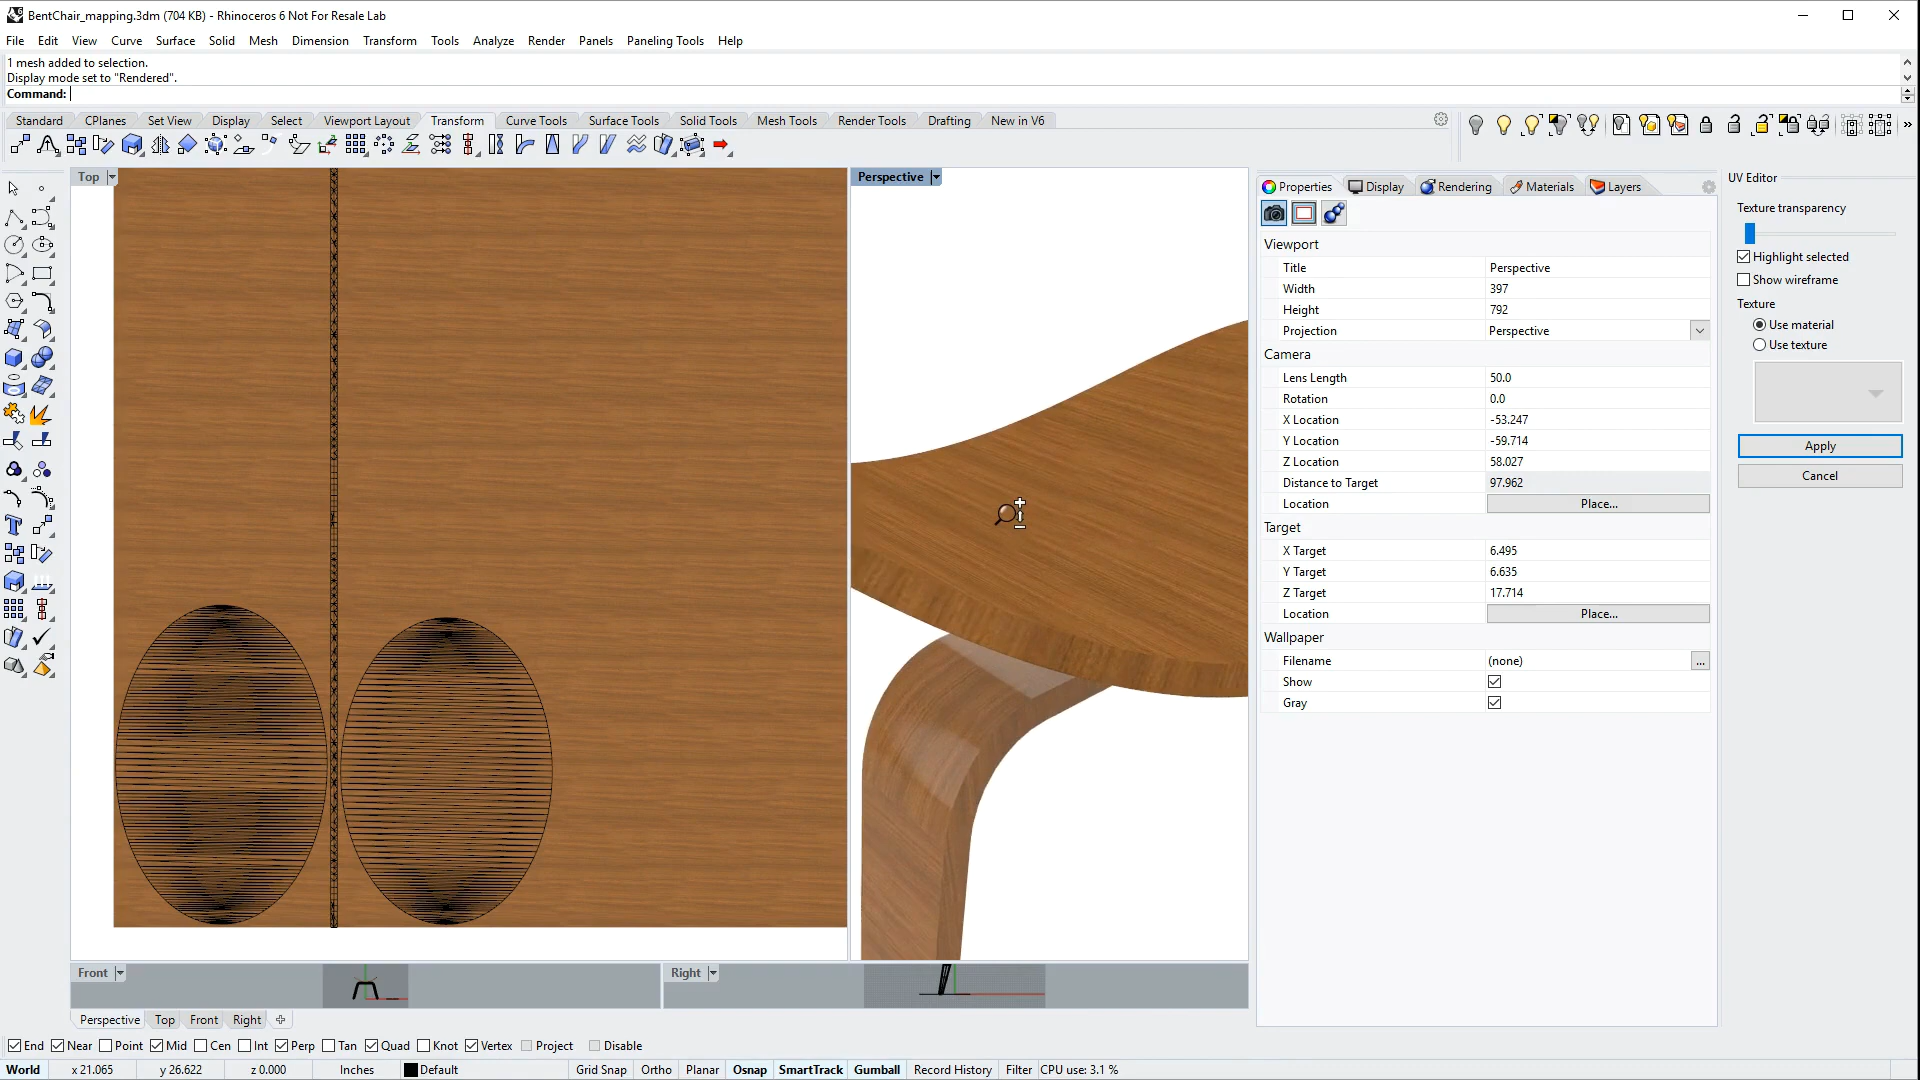 BentChair_mapping.3dm (704 KB) - Rhinoceros 6 Not For Resale Lab
File Edit View Curve Surface Solid Mesh Dimension Transform Tools Analyze Render Panels Paneling Tools Help
1 mesh added to selection.
Display mode set to "Rendered".
Command:
Standard CPlanes Set View Display Select Viewport Layout Transform Curve Tools Surface Tools Solid Tools Mesh Tools Render Tools Drafting New in V6
Top
Perspective
Properties Display Rendering Materials Layers
Viewport
Title Perspective
Width 397
Height 792
Projection Perspective
Camera
Lens Length 50.0
Rotation 0.0
X Location -53.247
Y Location -59.714
Z Location 58.027
Distance to Target 97.962
Location Place...
Target
X Target 6.495
Y Target 6.635
Z Target 17.714
Location Place...
Wallpaper
Filename (none) ...
Show
Gray
UV Editor
Texture transparency
Highlight selected
Show wireframe
Texture
Use material
Use texture
Apply
Cancel
Front
Right
Perspective Top Front Right
End Near Point Mid Cen Int Perp Tan Quad Knot Vertex Project Disable
World x 21.065 y 26.622 z 0.000 Inches Default Grid Snap Ortho Planar Osnap SmartTrack Gumball Record History Filter CPU use: 3.1 %